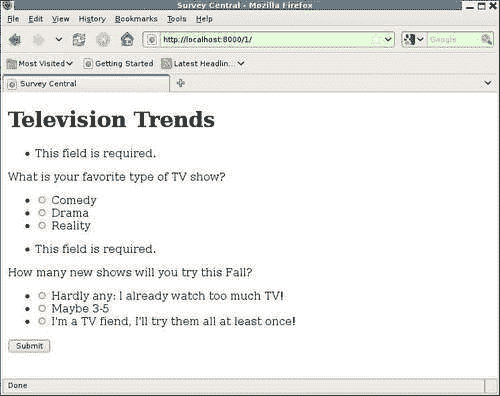 Survey Central - Mozilla Firefox
File Edit View History Bookmarks Tools Help
http://localhost:8000/1/
Google
Most Visited
Getting Started
Latest Headlin...
Survey Central
Television Trends
This field is required.
What is your favorite type of TV show?
Comedy
Drama
Reality
This field is required.
How many new shows will you try this Fall?
Hardly any: I already watch too much TV!
Maybe 3-5
I'm a TV fiend, I'll try them all at least once!
Submit
Done